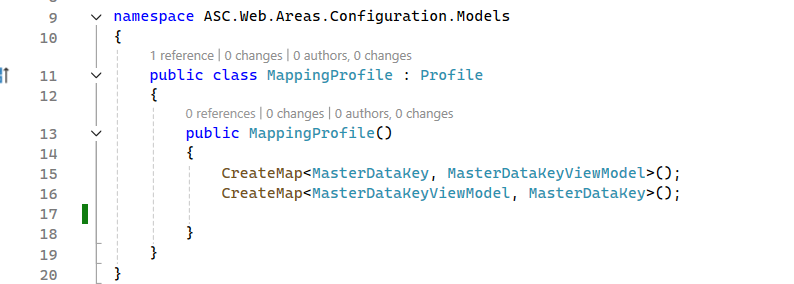 9 namespace ASC.Web.Areas.Configuration.Models
10 {
1 reference | 0 changes | 0 authors, 0 changes
11 public class MappingProfile : Profile
12 {
0 references | 0 changes | 0 authors, 0 changes
13 public MappingProfile()
14 {
15 CreateMap<MasterDataKey, MasterDataKeyViewModel>();
16 CreateMap<MasterDataKeyViewModel, MasterDataKey>();
17
18 }
19 }
20 }